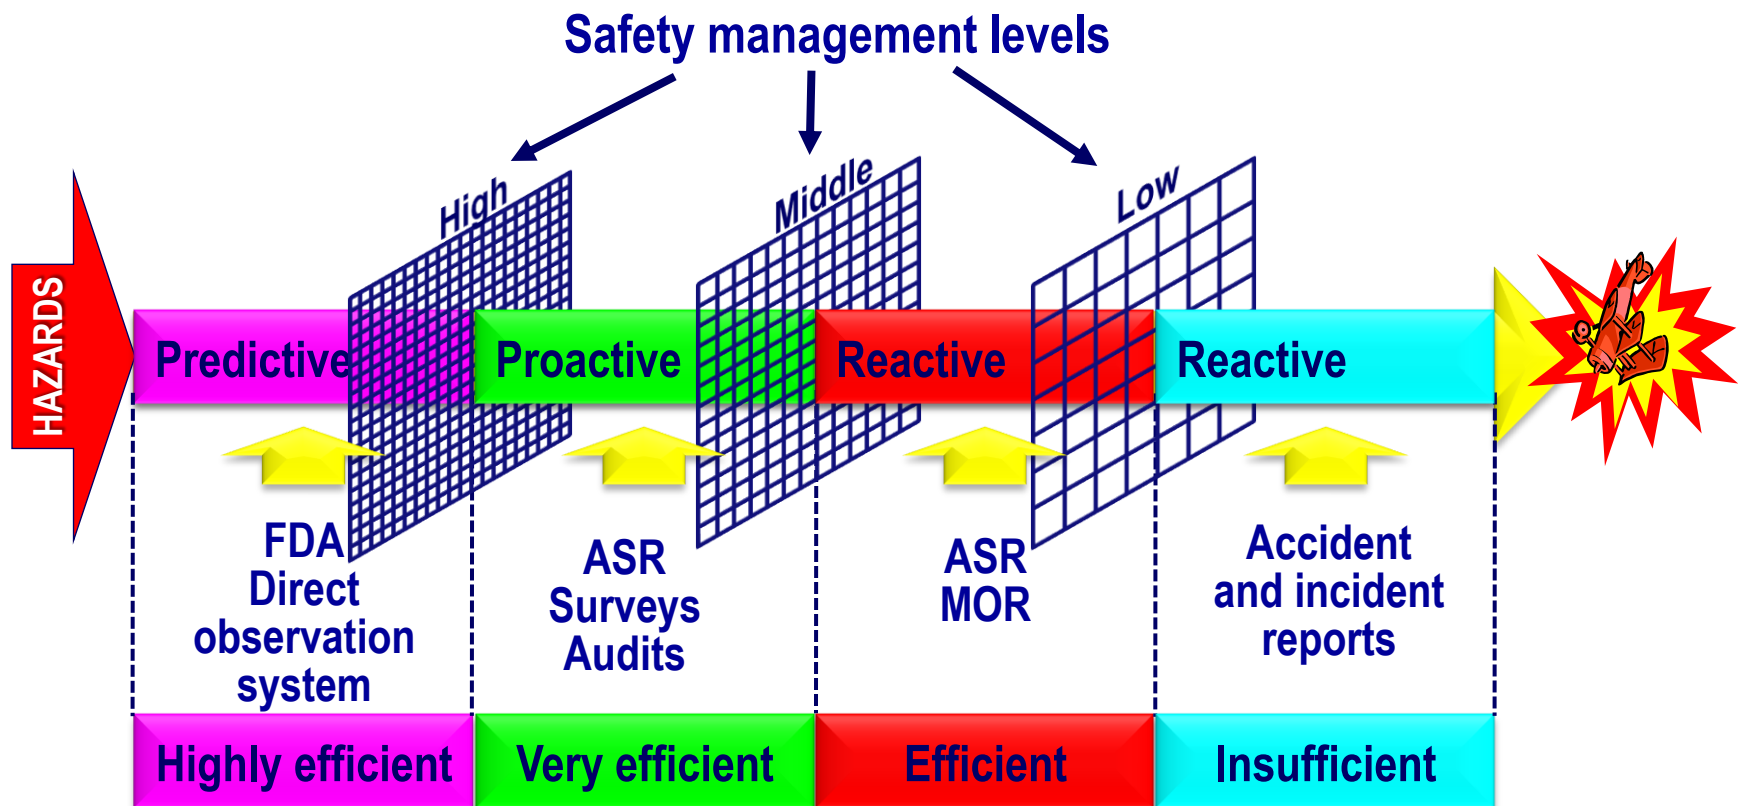 Safety management levels
High
Middle
Low
HAZARDS
Predictive
Proactive
Reactive
Reactive
FDA
Direct
observation
system
ASR
Surveys
Audits
ASR
MOR
Accident
and incident
reports
Highly efficient
Very efficient
Efficient
Insufficient